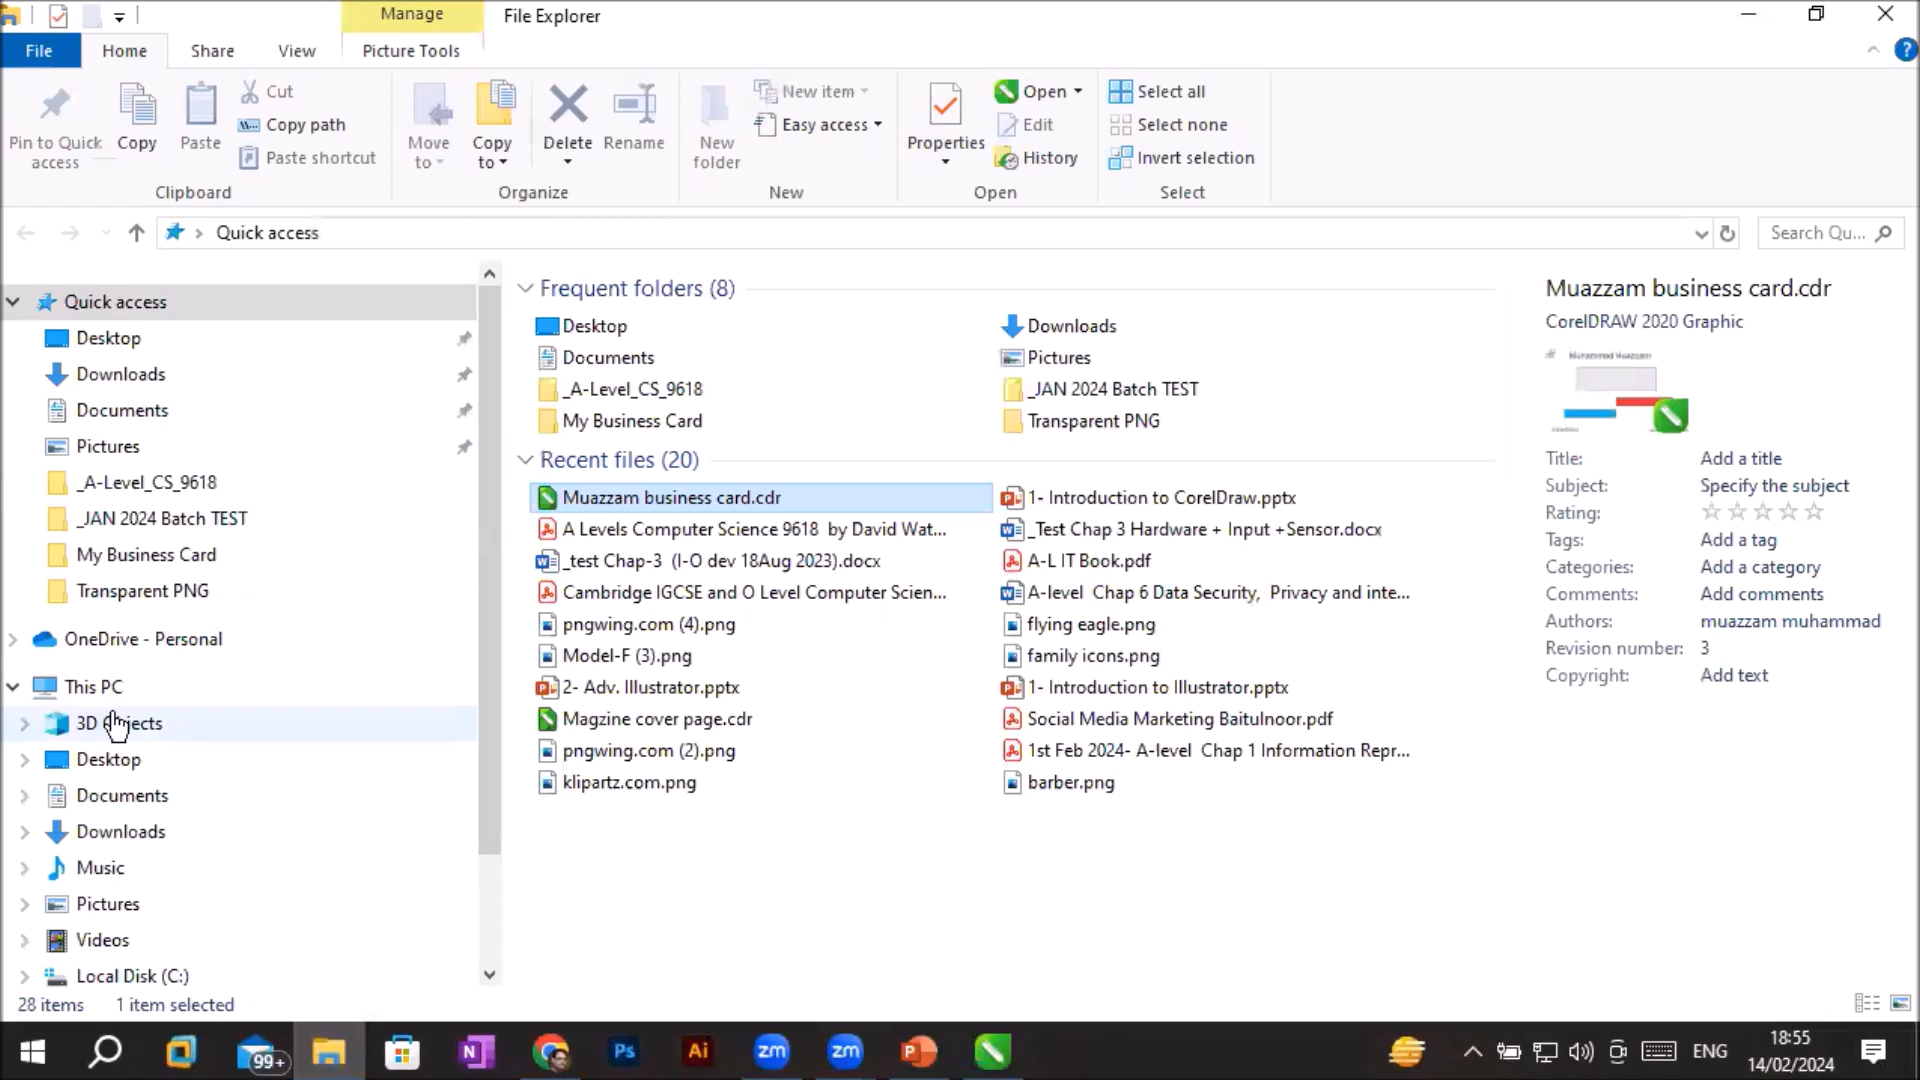 Manage
File Explorer
File
Home
Share
View
Picture Tools
Pin to Quick access
Copy
Paste
Cut
Copy path
Paste shortcut
Move to
Copy to
Delete
Rename
New folder
New item
Easy access
Properties
Open
Edit
History
Select all
Select none
Invert selection
Clipboard
Organize
New
Open
Select
Quick access
Search Qu...
Quick access
Desktop
Downloads
Documents
Pictures
_A-Level_CS_9618
_JAN 2024 Batch TEST
My Business Card
Transparent PNG
OneDrive - Personal
This PC
3D Objects
Desktop
Documents
Downloads
Music
Pictures
Videos
Local Disk (C:)
Frequent folders (8)
Desktop
Downloads
Documents
Pictures
_A-Level_CS_9618
_JAN 2024 Batch TEST
My Business Card
Transparent PNG
Recent files (20)
Muazzam business card.cdr
1- Introduction to CorelDraw.pptx
A Levels Computer Science 9618 by David Wat...
_Test Chap 3 Hardware + Input +Sensor.docx
_test Chap-3 (I-O dev 18Aug 2023).docx
A-L IT Book.pdf
Cambridge IGCSE and O Level Computer Scien...
A-level Chap 6 Data Security, Privacy and inte...
pngwing.com (4).png
flying eagle.png
Model-F (3).png
family icons.png
2- Adv. Illustrator.pptx
1- Introduction to Illustrator.pptx
Magzine cover page.cdr
Social Media Marketing Baitulnoor.pdf
pngwing.com (2).png
1st Feb 2024- A-level Chap 1 Information Repr...
klipartz.com.png
barber.png
Muazzam business card.cdr
CorelDRAW 2020 Graphic
Muhammad Muazzam
Title: Add a title
Subject: Specify the subject
Rating:
Tags: Add a tag
Categories: Add a category
Comments: Add comments
Authors: muazzam muhammad
Revision number: 3
Copyright: Add text
28 items 1 item selected
99+
N
Ps
Ai
zm
zm
P
ENG
18:55
14/02/2024